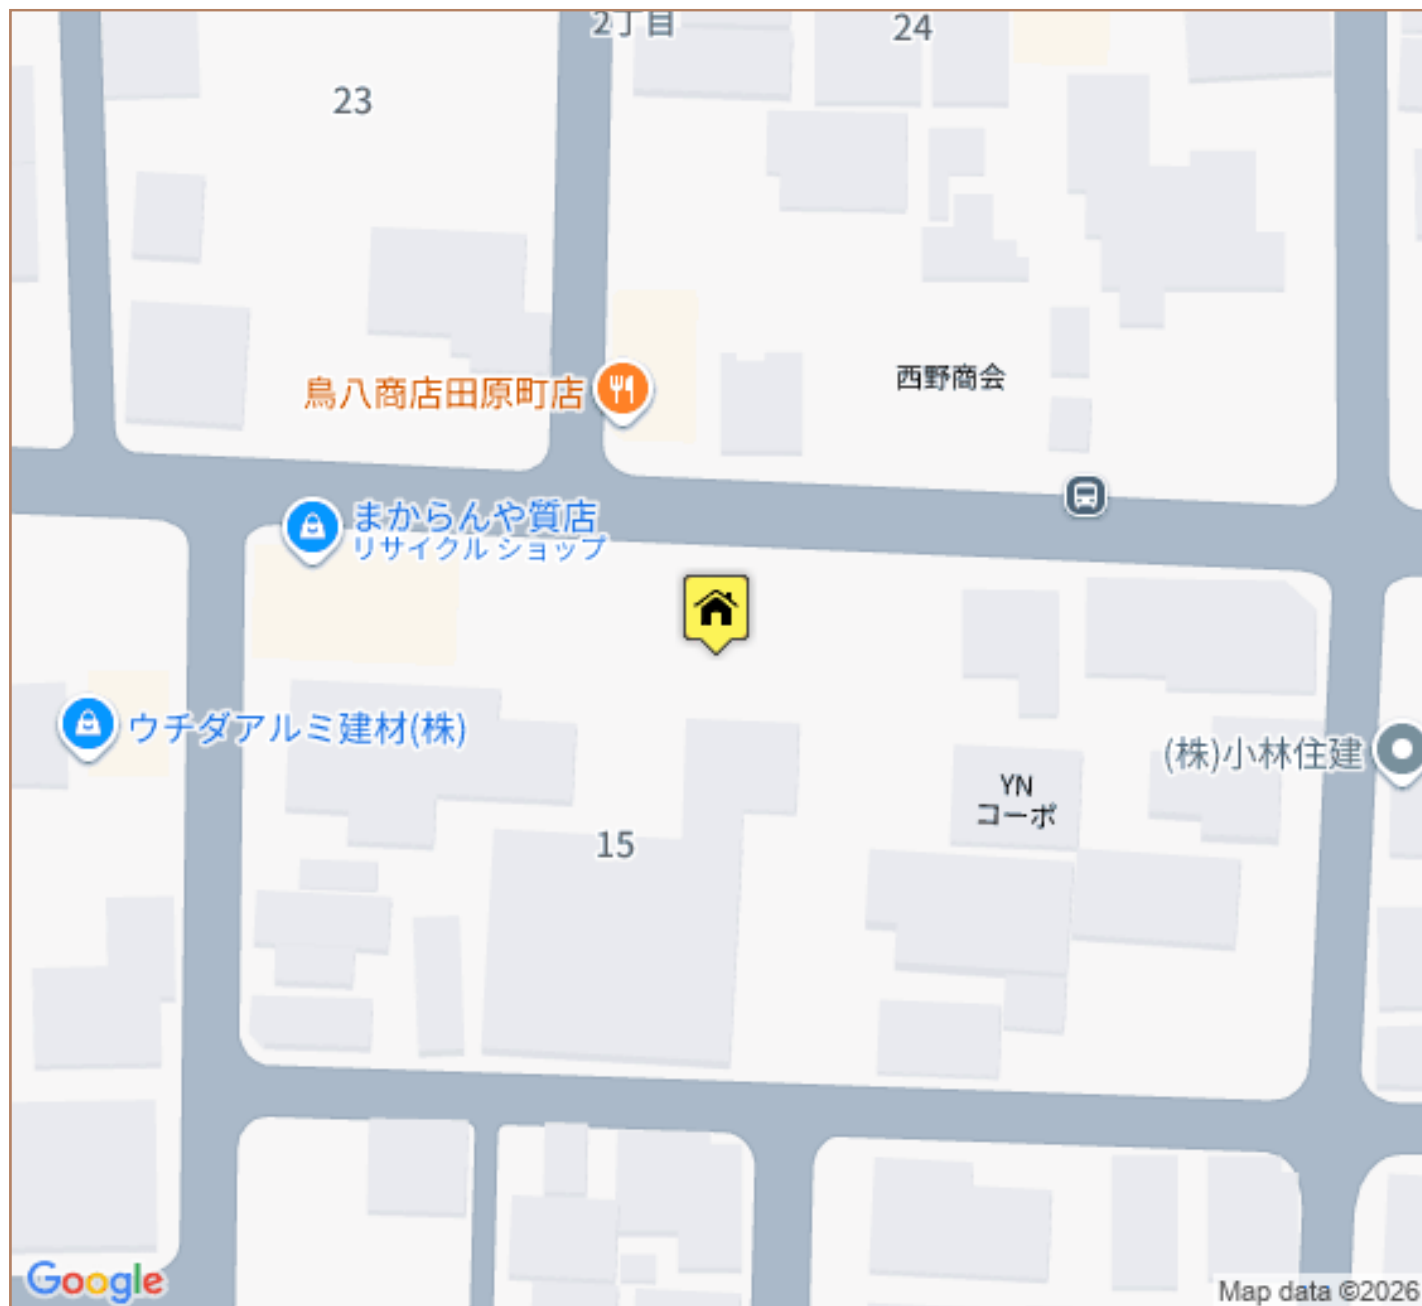 2丁目
24
23
鳥八商店田原町店
西野商会
まからんや質店
リサイクル ショップ
ウチダアルミ建材(株)
(株)小林住建
YN
コーポ
15
Google
Map data ©2026